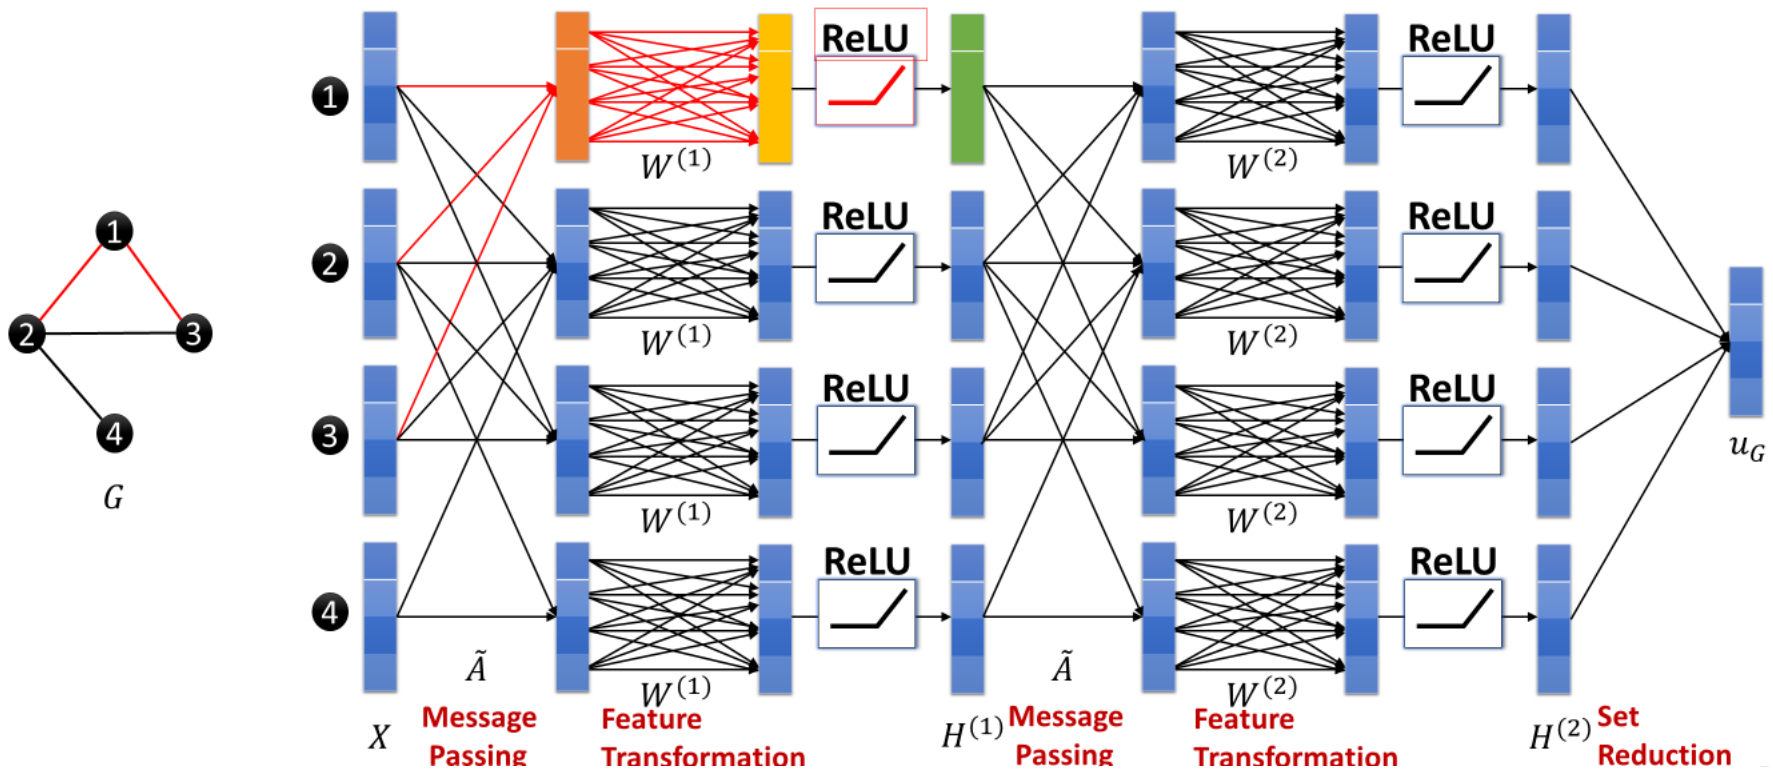 ReLU
ReLU
1
W^(1)
W^(2)
ReLU
ReLU
1
2
2
3
W^(1)
W^(2)
ReLU
ReLU
u_G
4
3
G
W^(1)
W^(2)
ReLU
ReLU
4
Ã
Ã
W^(1)
W^(2)
X
Message
Passing
Feature
Transformation
H^(1)
Message
Passing
Feature
Transformation
H^(2)
Set
Reduction